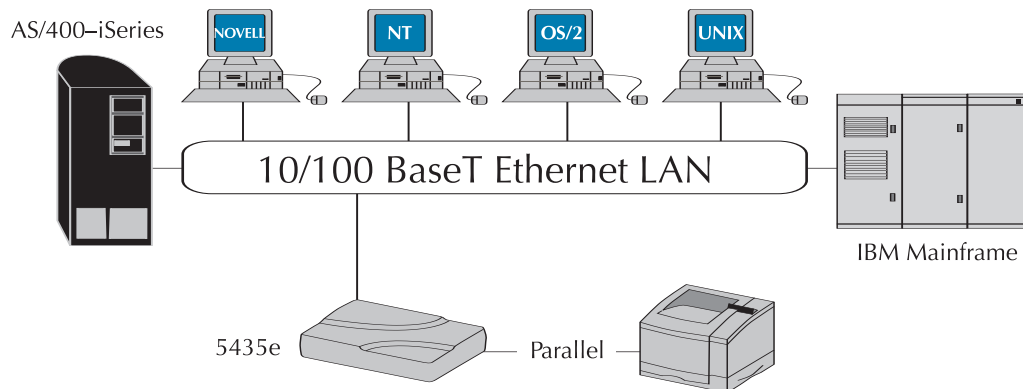 AS/400–iSeries
NOVELL
NT
OS/2
UNIX
10/100 BaseT Ethernet LAN
IBM Mainframe
5435e
Parallel